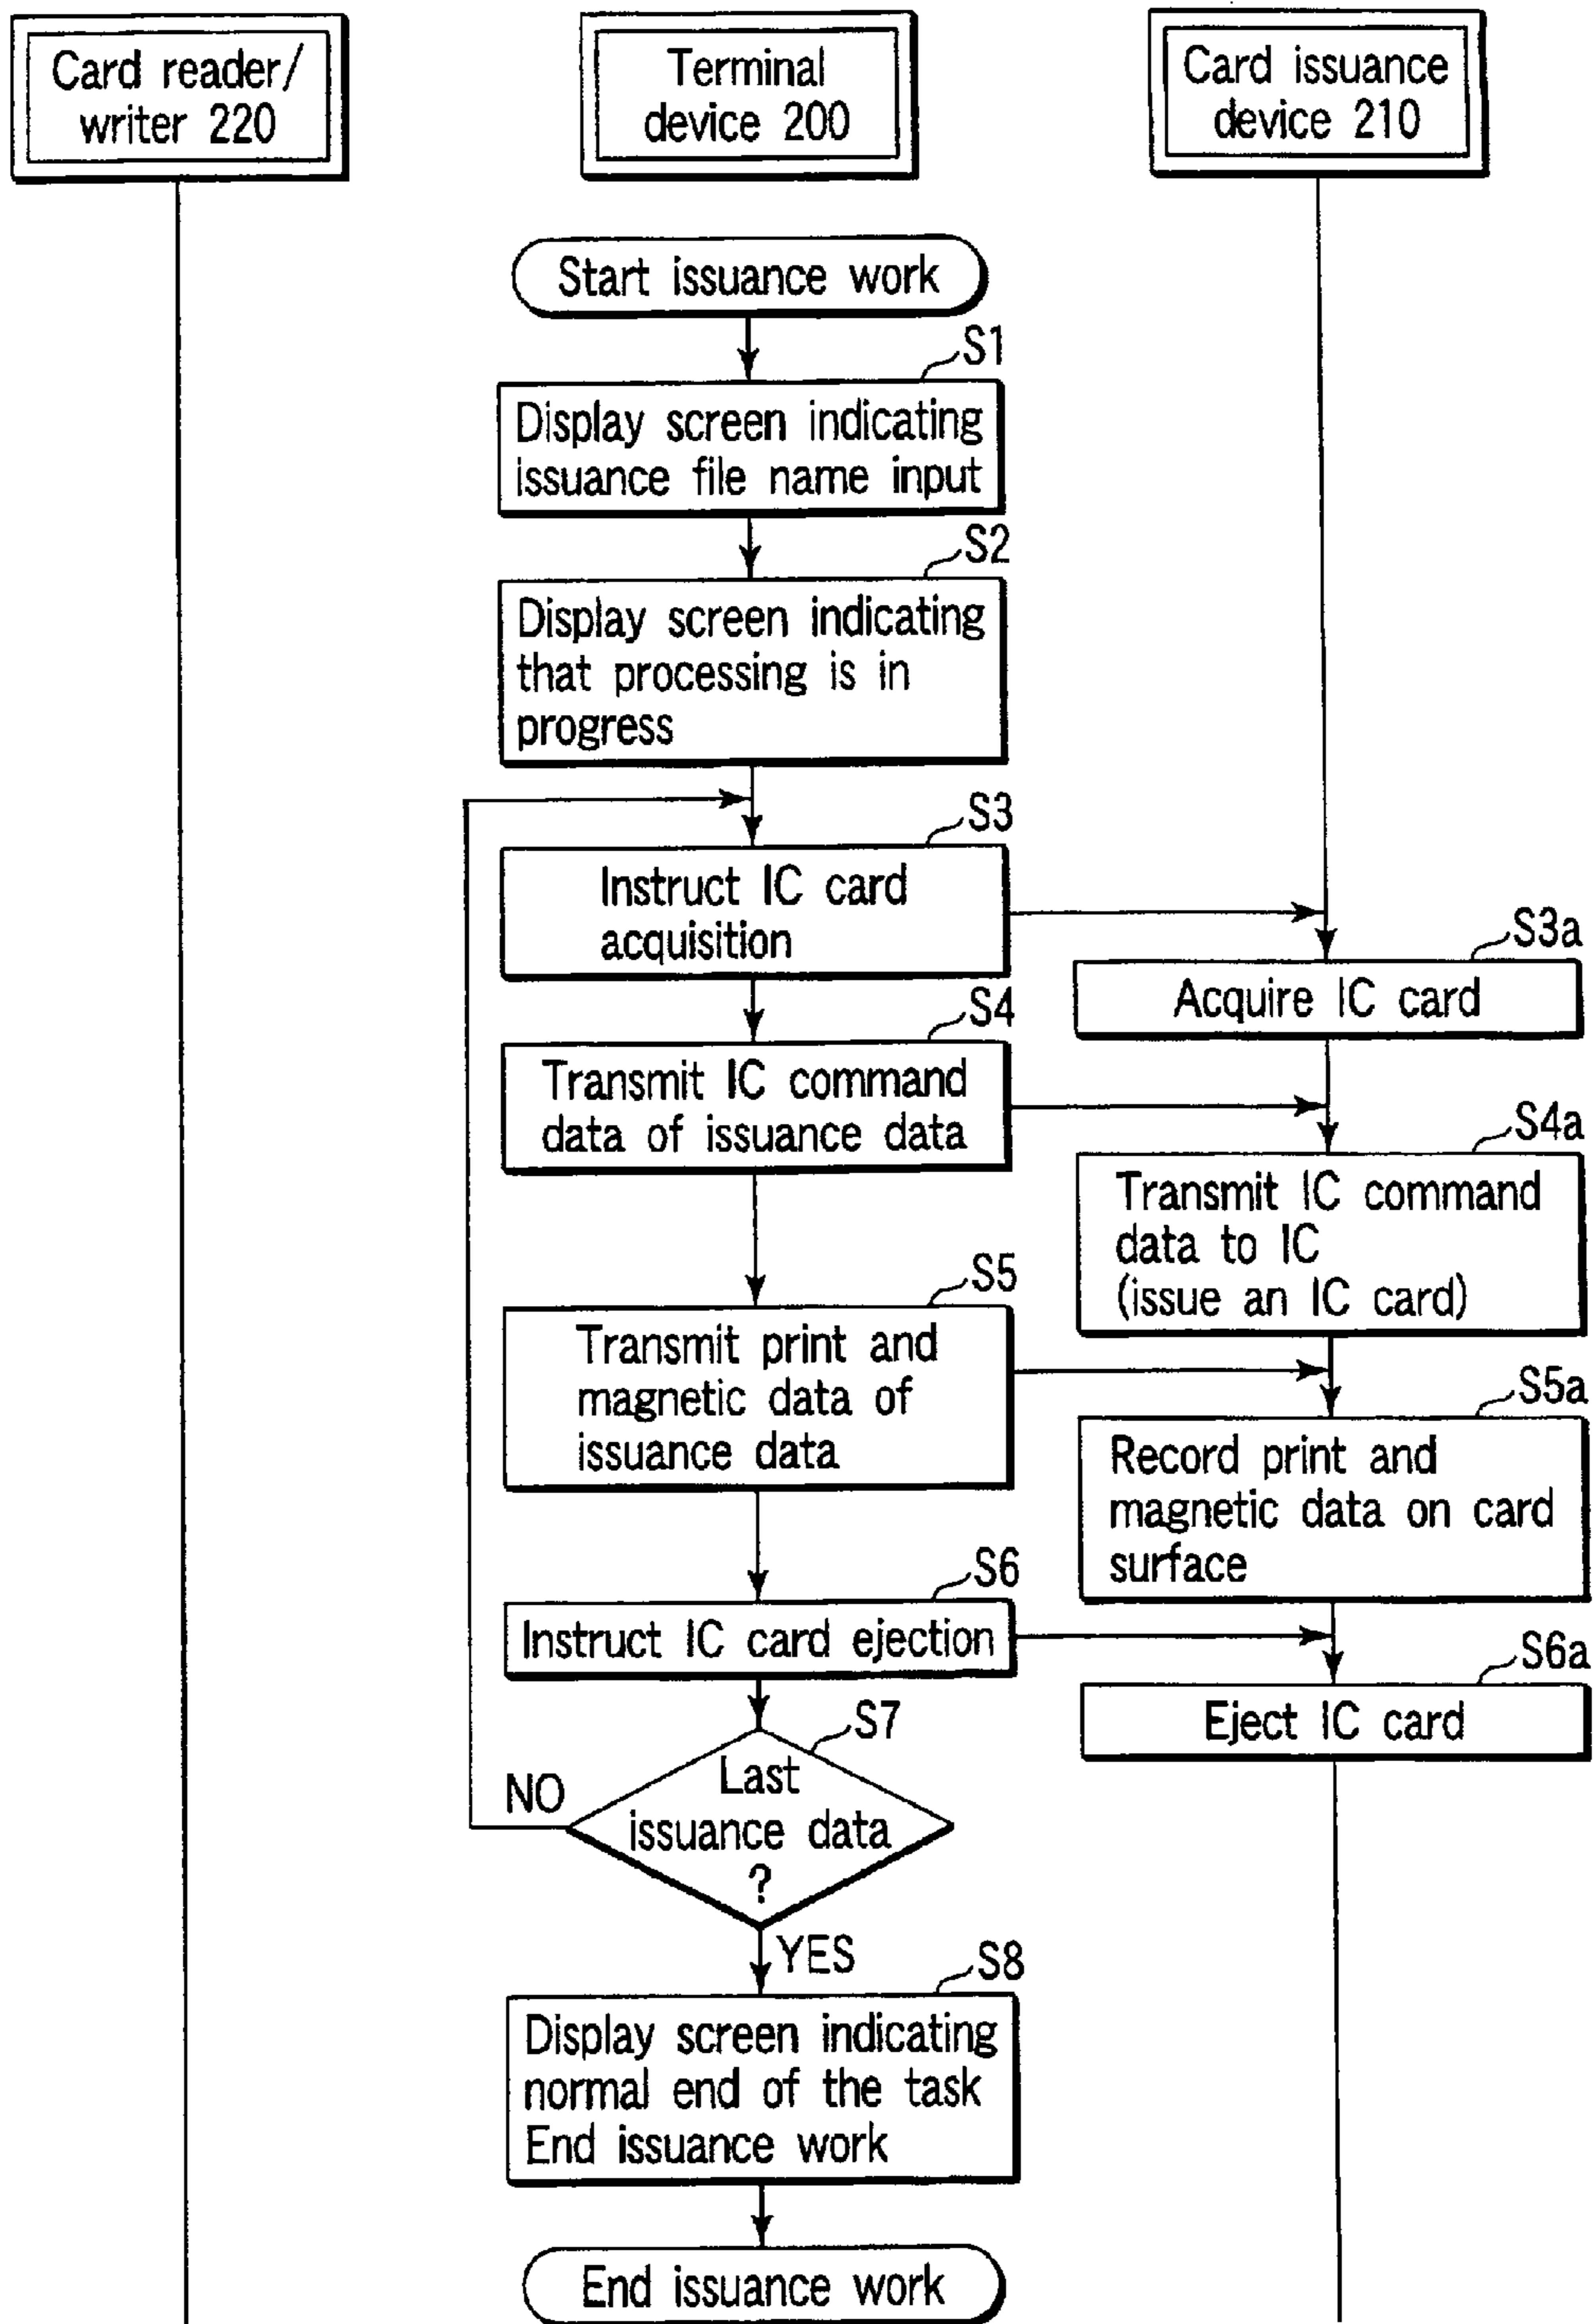 Card reader/
writer 220
Terminal
device 200
Card issuance
device 210
Start issuance work
S1
Display screen indicating
issuance file name input
S2
Display screen indicating
that processing is in
progress
S3
Instruct IC card
acquisition
S3a
Acquire IC card
S4
Transmit IC command
data of issuance data
S4a
Transmit IC command
data to IC
(issue an IC card)
S5
Transmit print and
magnetic data of
issuance data
S5a
Record print and
magnetic data on card
surface
S6
Instruct IC card ejection
S6a
Eject IC card
S7
Last
issuance data
?
NO
YES
S8
Display screen indicating
normal end of the task
End issuance work
End issuance work